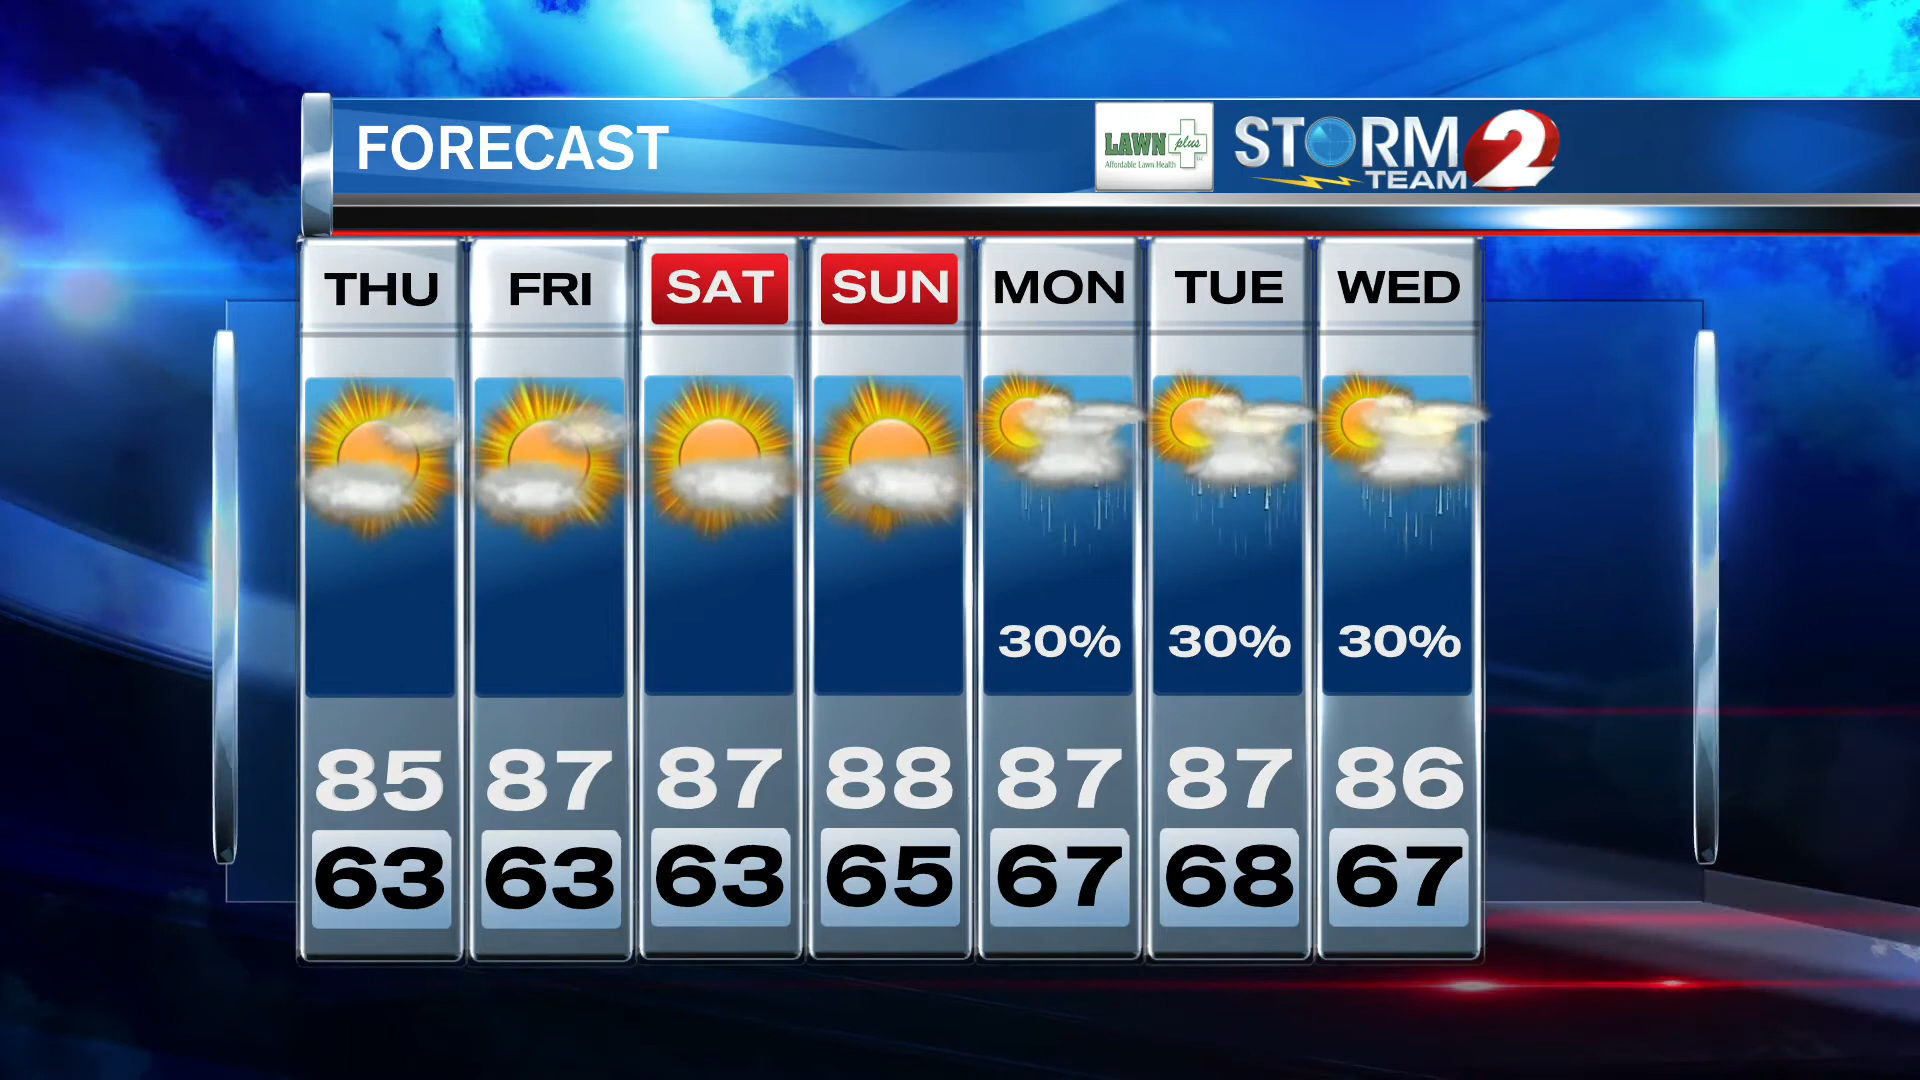 FORECAST
LAWN plus
Affordable Lawn Health
STORM 2
TEAM
THU FRI SAT SUN MON TUE WED
30% 30% 30%
85 87 87 88 87 87 86
63 63 63 65 67 68 67